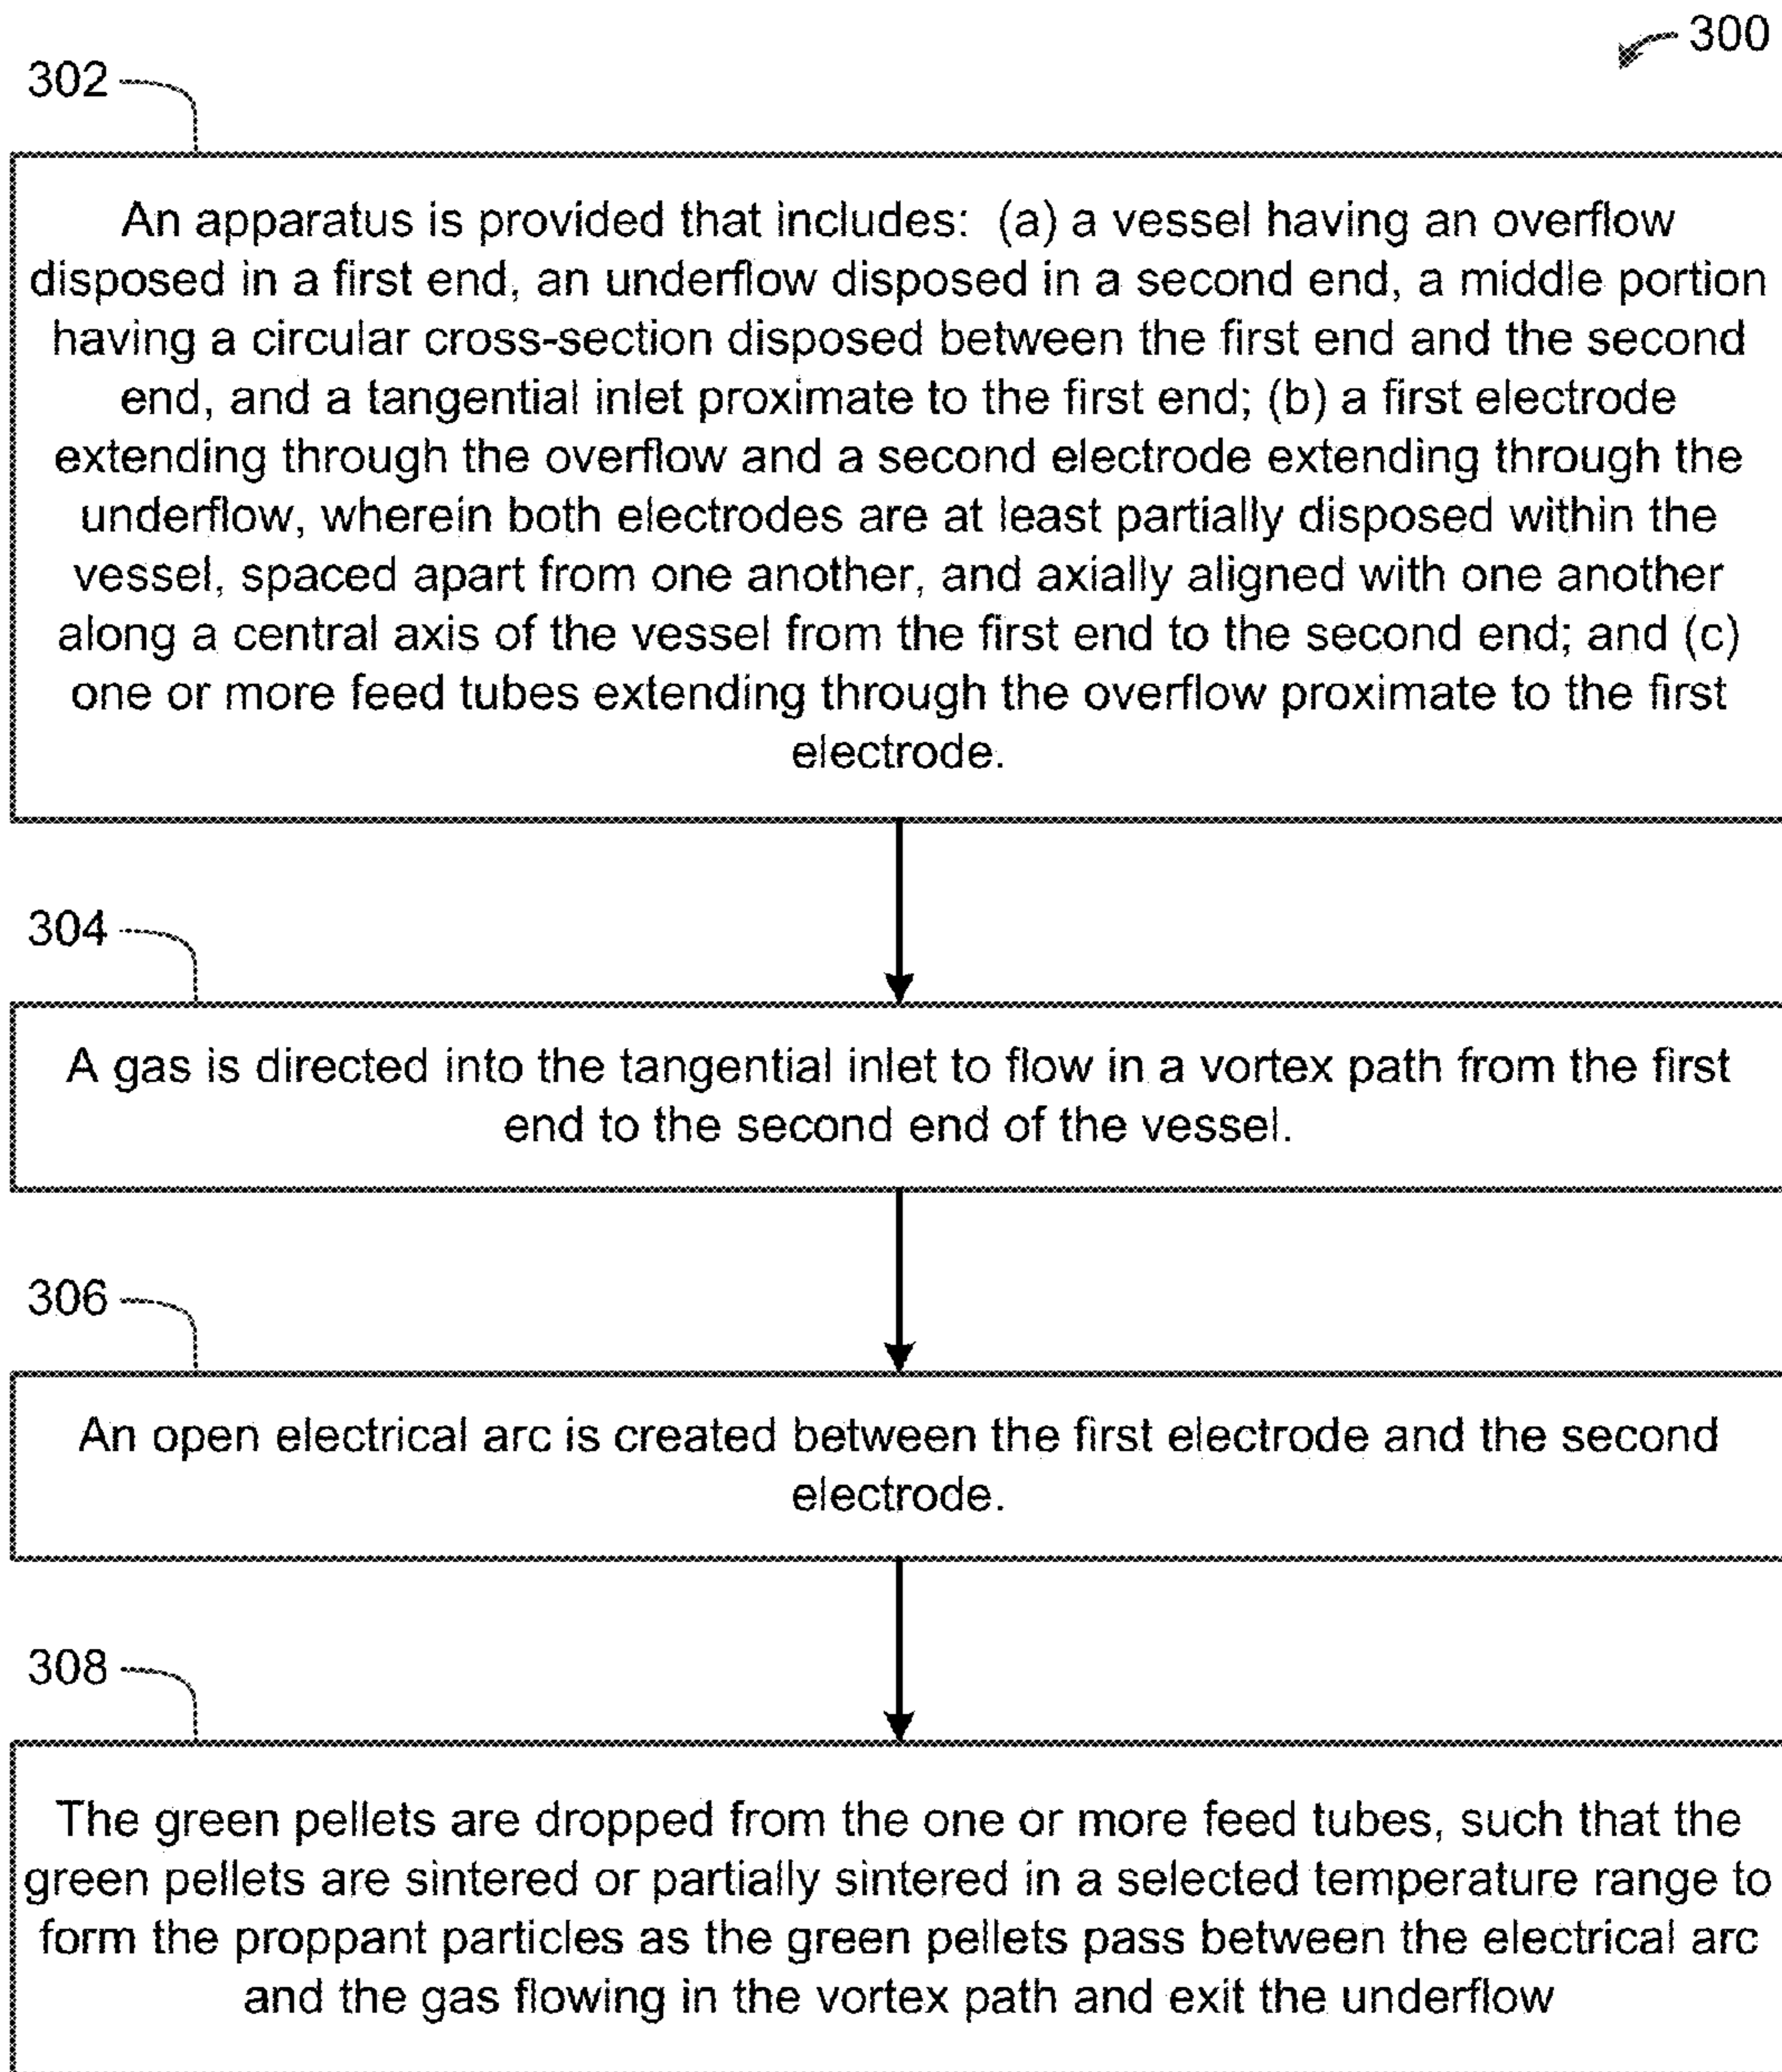 300
302
An apparatus is provided that includes: (a) a vessel having an overflow
disposed in a first end, an underflow disposed in a second end, a middle portion
having a circular cross-section disposed between the first end and the second
end, and a tangential inlet proximate to the first end; (b) a first electrode
extending through the overflow and a second electrode extending through the
underflow, wherein both electrodes are at least partially disposed within the
vessel, spaced apart from one another, and axially aligned with one another
along a central axis of the vessel from the first end to the second end; and (c)
one or more feed tubes extending through the overflow proximate to the first
electrode.
304
A gas is directed into the tangential inlet to flow in a vortex path from the first
end to the second end of the vessel.
306
An open electrical arc is created between the first electrode and the second
electrode.
308
The green pellets are dropped from the one or more feed tubes, such that the
green pellets are sintered or partially sintered in a selected temperature range to
form the proppant particles as the green pellets pass between the electrical arc
and the gas flowing in the vortex path and exit the underflow